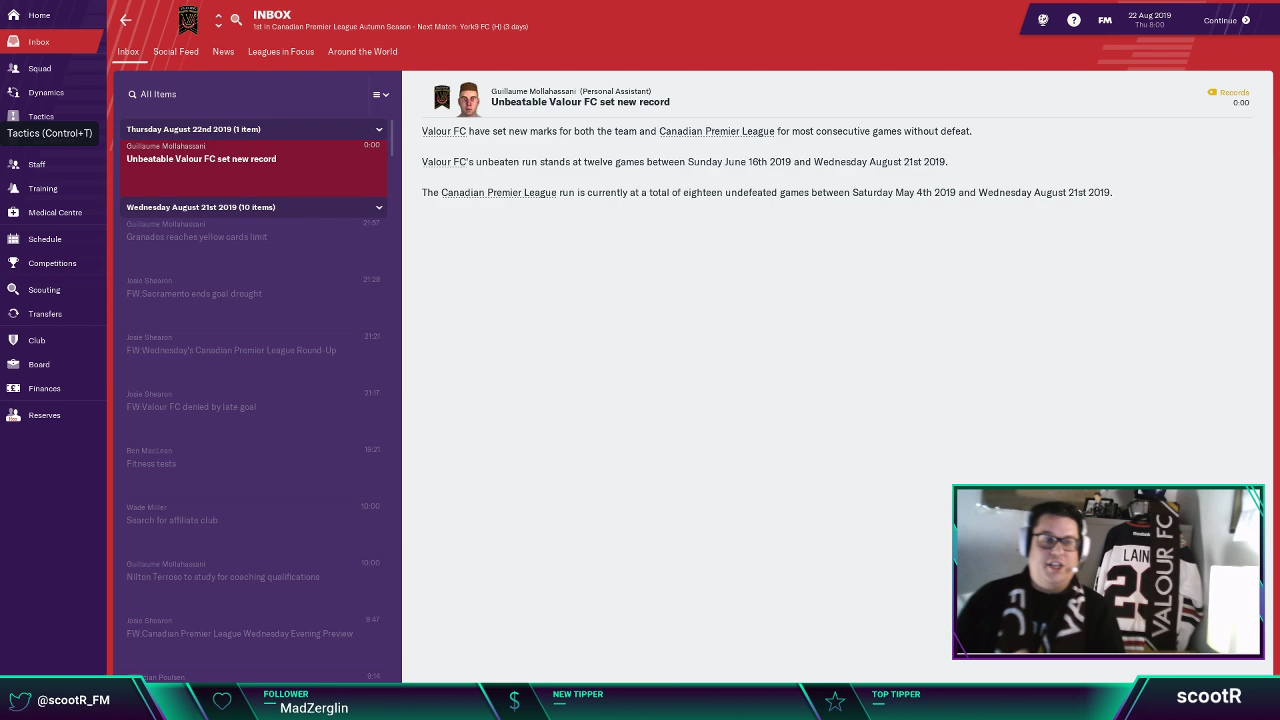 Home
Inbox
Squad
Dynamics
Tactics
Tactics (Control+T)
Staff
Training
Medical Centre
Schedule
Competitions
Scouting
Transfers
Club
Board
Finances
Reserves
INBOX
1st in Canadian Premier League Autumn Season - Next Match: York9 FC (H) (3 days)
FM
22 Aug 2019
Thu 8:00
Continue
Inbox Social Feed News Leagues in Focus Around the World
All Items
Thursday August 22nd 2019 (1 item)
Guillaume Mollahassani 0:00
Unbeatable Valour FC set new record
Wednesday August 21st 2019 (10 items)
Guillaume Mollahassani 21:57
Granados reaches yellow cards limit
Josie Shearon 21:28
FW:Sacramento ends goal drought
Josie Shearon 21:21
FW:Wednesday's Canadian Premier League Round-Up
Josie Shearon 21:17
FW:Valour FC denied by late goal
Ben MacLean 19:21
Fitness tests
Wade Miller 10:00
Search for affiliate club
Guillaume Mollahassani 10:00
Nilton Terroso to study for coaching qualifications
Josie Shearon 9:47
FW:Canadian Premier League Wednesday Evening Preview
Poulsen 9:14
Guillaume Mollahassani (Personal Assistant)
Unbeatable Valour FC set new record
Records
0:00
Valour FC have set new marks for both the team and Canadian Premier League for most consecutive games without defeat.
Valour FC's unbeaten run stands at twelve games between Sunday June 16th 2019 and Wednesday August 21st 2019.
The Canadian Premier League run is currently at a total of eighteen undefeated games between Saturday May 4th 2019 and Wednesday August 21st 2019.
LAIN
2
VALOUR FC
@scootR_FM
FOLLOWER
MadZerglin
NEW TIPPER
TOP TIPPER
scootR